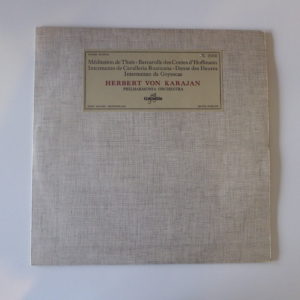 Méditation de Thaïs - Barcarolle des Contes d'Hoffmann
Intermezzo de Cavalleria Rusticana - Danse des Heures
Intermezzo de Goyescas
HERBERT VON KARAJAN
PHILHARMONIA ORCHESTRA
COLUMBIA